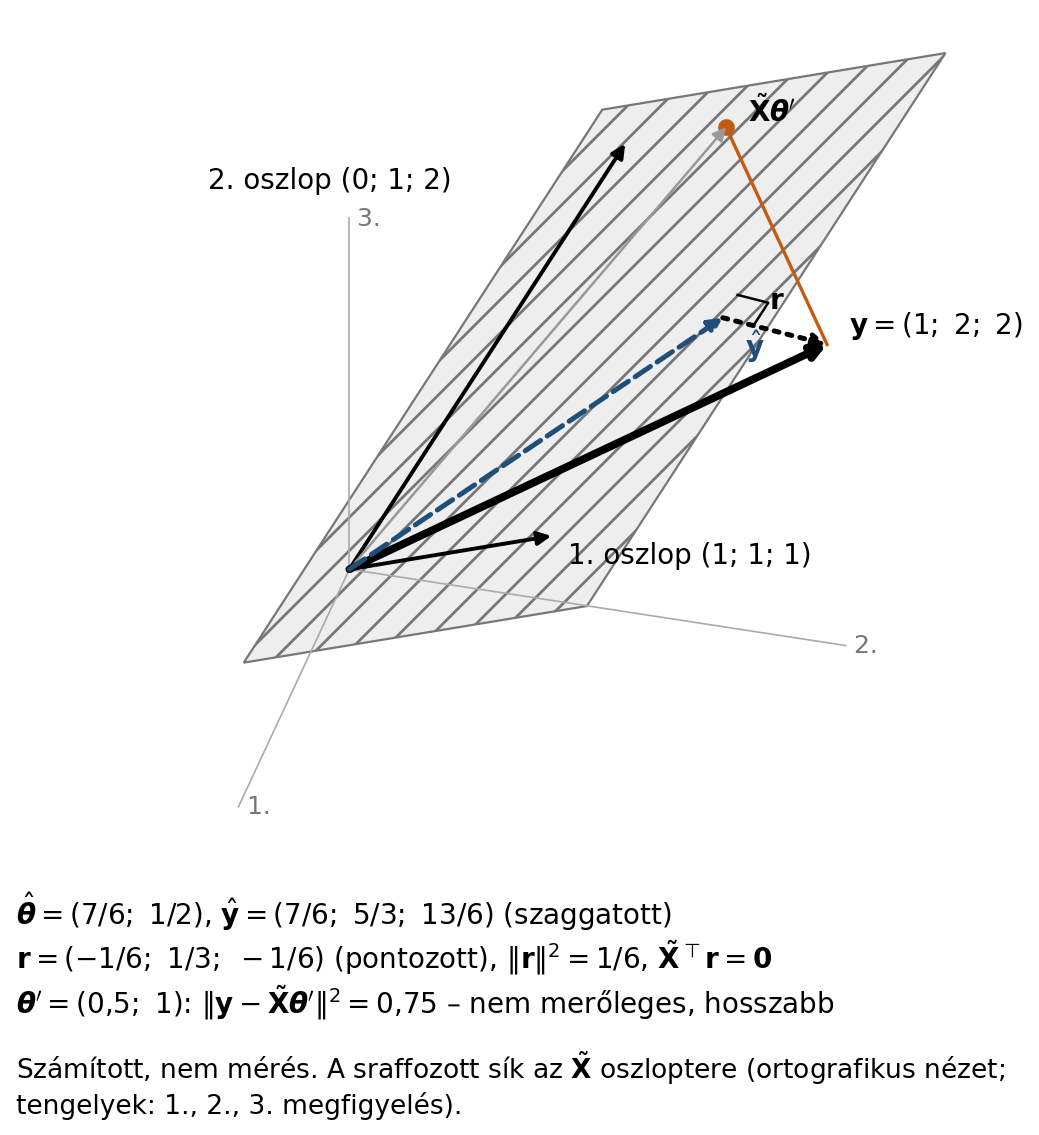 X̃θ′
2. oszlop (0; 1; 2)
3.
r
y = (1; 2; 2)
ŷ
1. oszlop (1; 1; 1)
2.
1.
θ̂ = (7/6; 1/2), ŷ = (7/6; 5/3; 13/6) (szaggatott)
r = (−1/6; 1/3; −1/6) (pontozott), ‖r‖² = 1/6, X̃⊤r = 0
θ′ = (0,5; 1): ‖y − X̃θ′‖² = 0,75 – nem merőleges, hosszabb
Számított, nem mérés. A sraffozott sík az X̃ oszloptere (ortografikus nézet;
tengelyek: 1., 2., 3. megfigyelés).